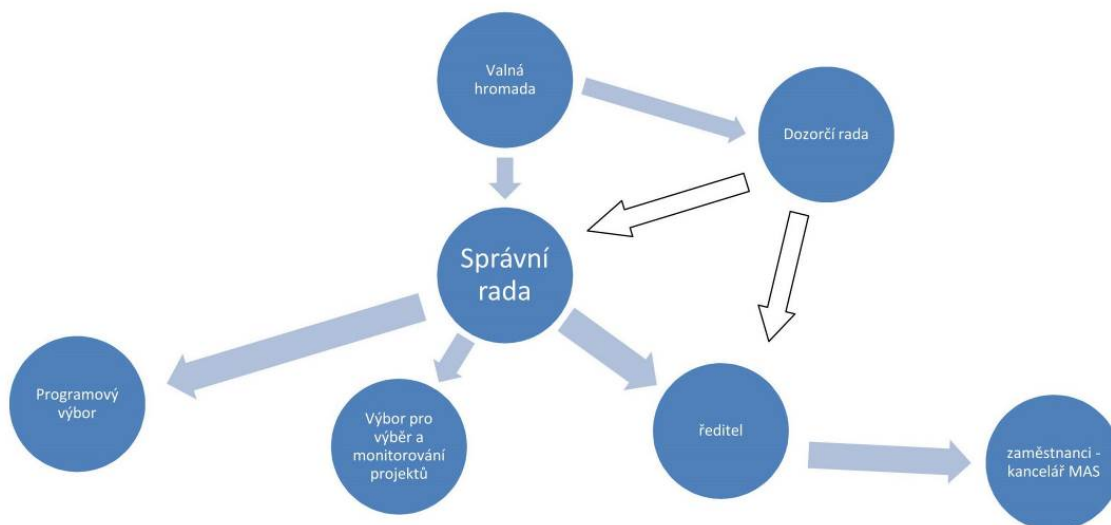 Valná
hromada
Dozorčí rada
Správní
rada
Programový
výbor
Výbor pro
výběr a
monitorování
projektů
ředitel
zaměstnanci -
kancelář MAS